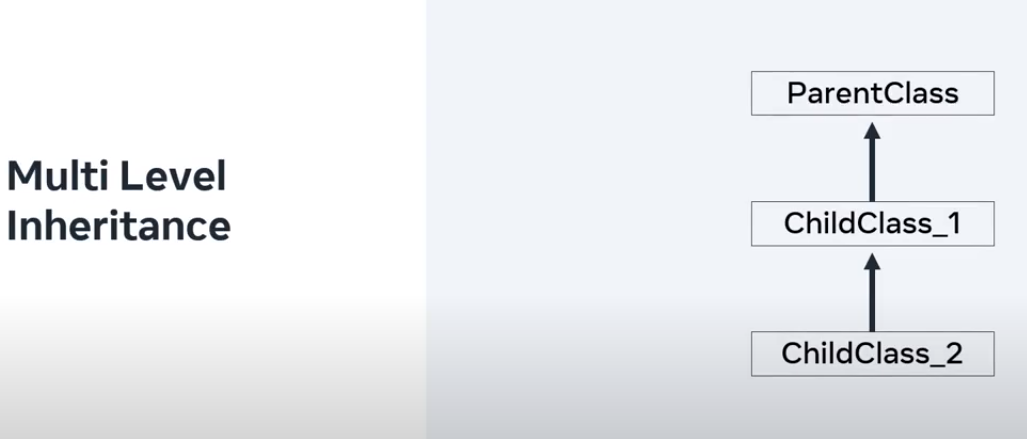 Multi Level
Inheritance
ParentClass
ChildClass_1
ChildClass_2